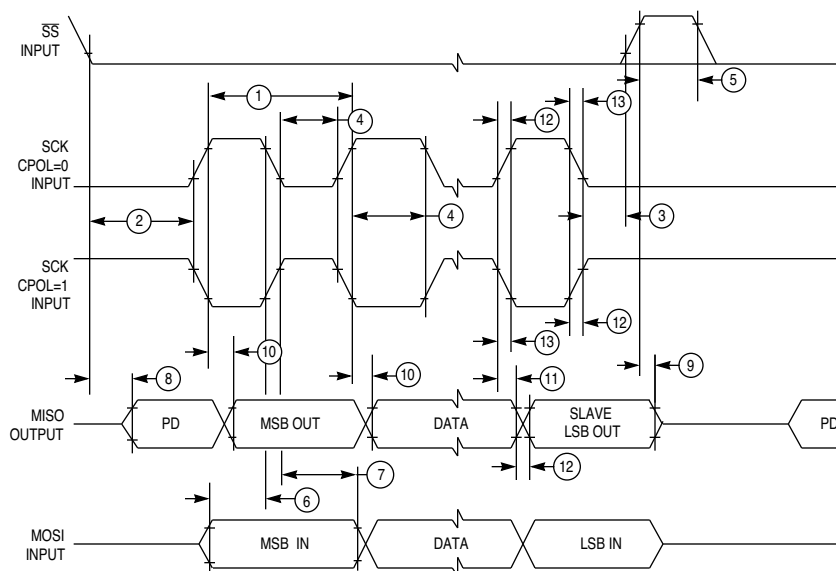 SS
INPUT
5
1
13
4
12
SCK
CPOL=0
INPUT
2
4
3
SCK
CPOL=1
INPUT
12
13
10
10
11
9
8
MISO
OUTPUT
PD
MSB OUT
DATA
SLAVE
LSB OUT
PD
7
12
6
MOSI
INPUT
MSB IN
DATA
LSB IN